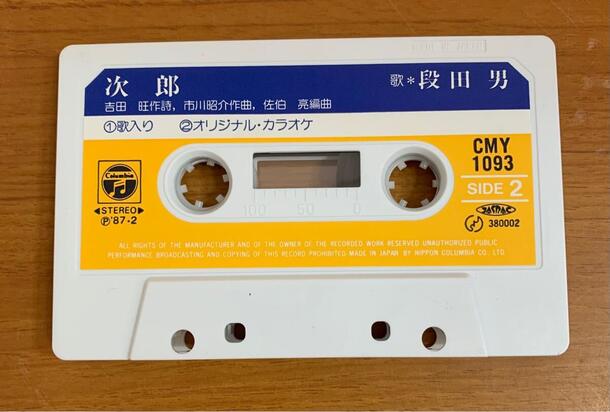 次郎
歌*段田男
吉田 旺作詩, 市川昭介作曲, 佐伯 亮編曲
①歌入り ②オリジナル・カラオケ
Columbia
◀STEREO▶
Ⓟ'87-2
100 50 0
CMY
1093
SIDE 2
380002
ALL RIGHTS OF THE MANUFACTURER AND OF THE OWNER OF THE RECORDED WORK RESERVED UNAUTHORIZED PUBLIC
PERFORMANCE BROADCASTING AND COPYING OF THIS RECORD PROHIBITED MADE IN JAPAN BY NIPPON COLUMBIA CO., LTD.